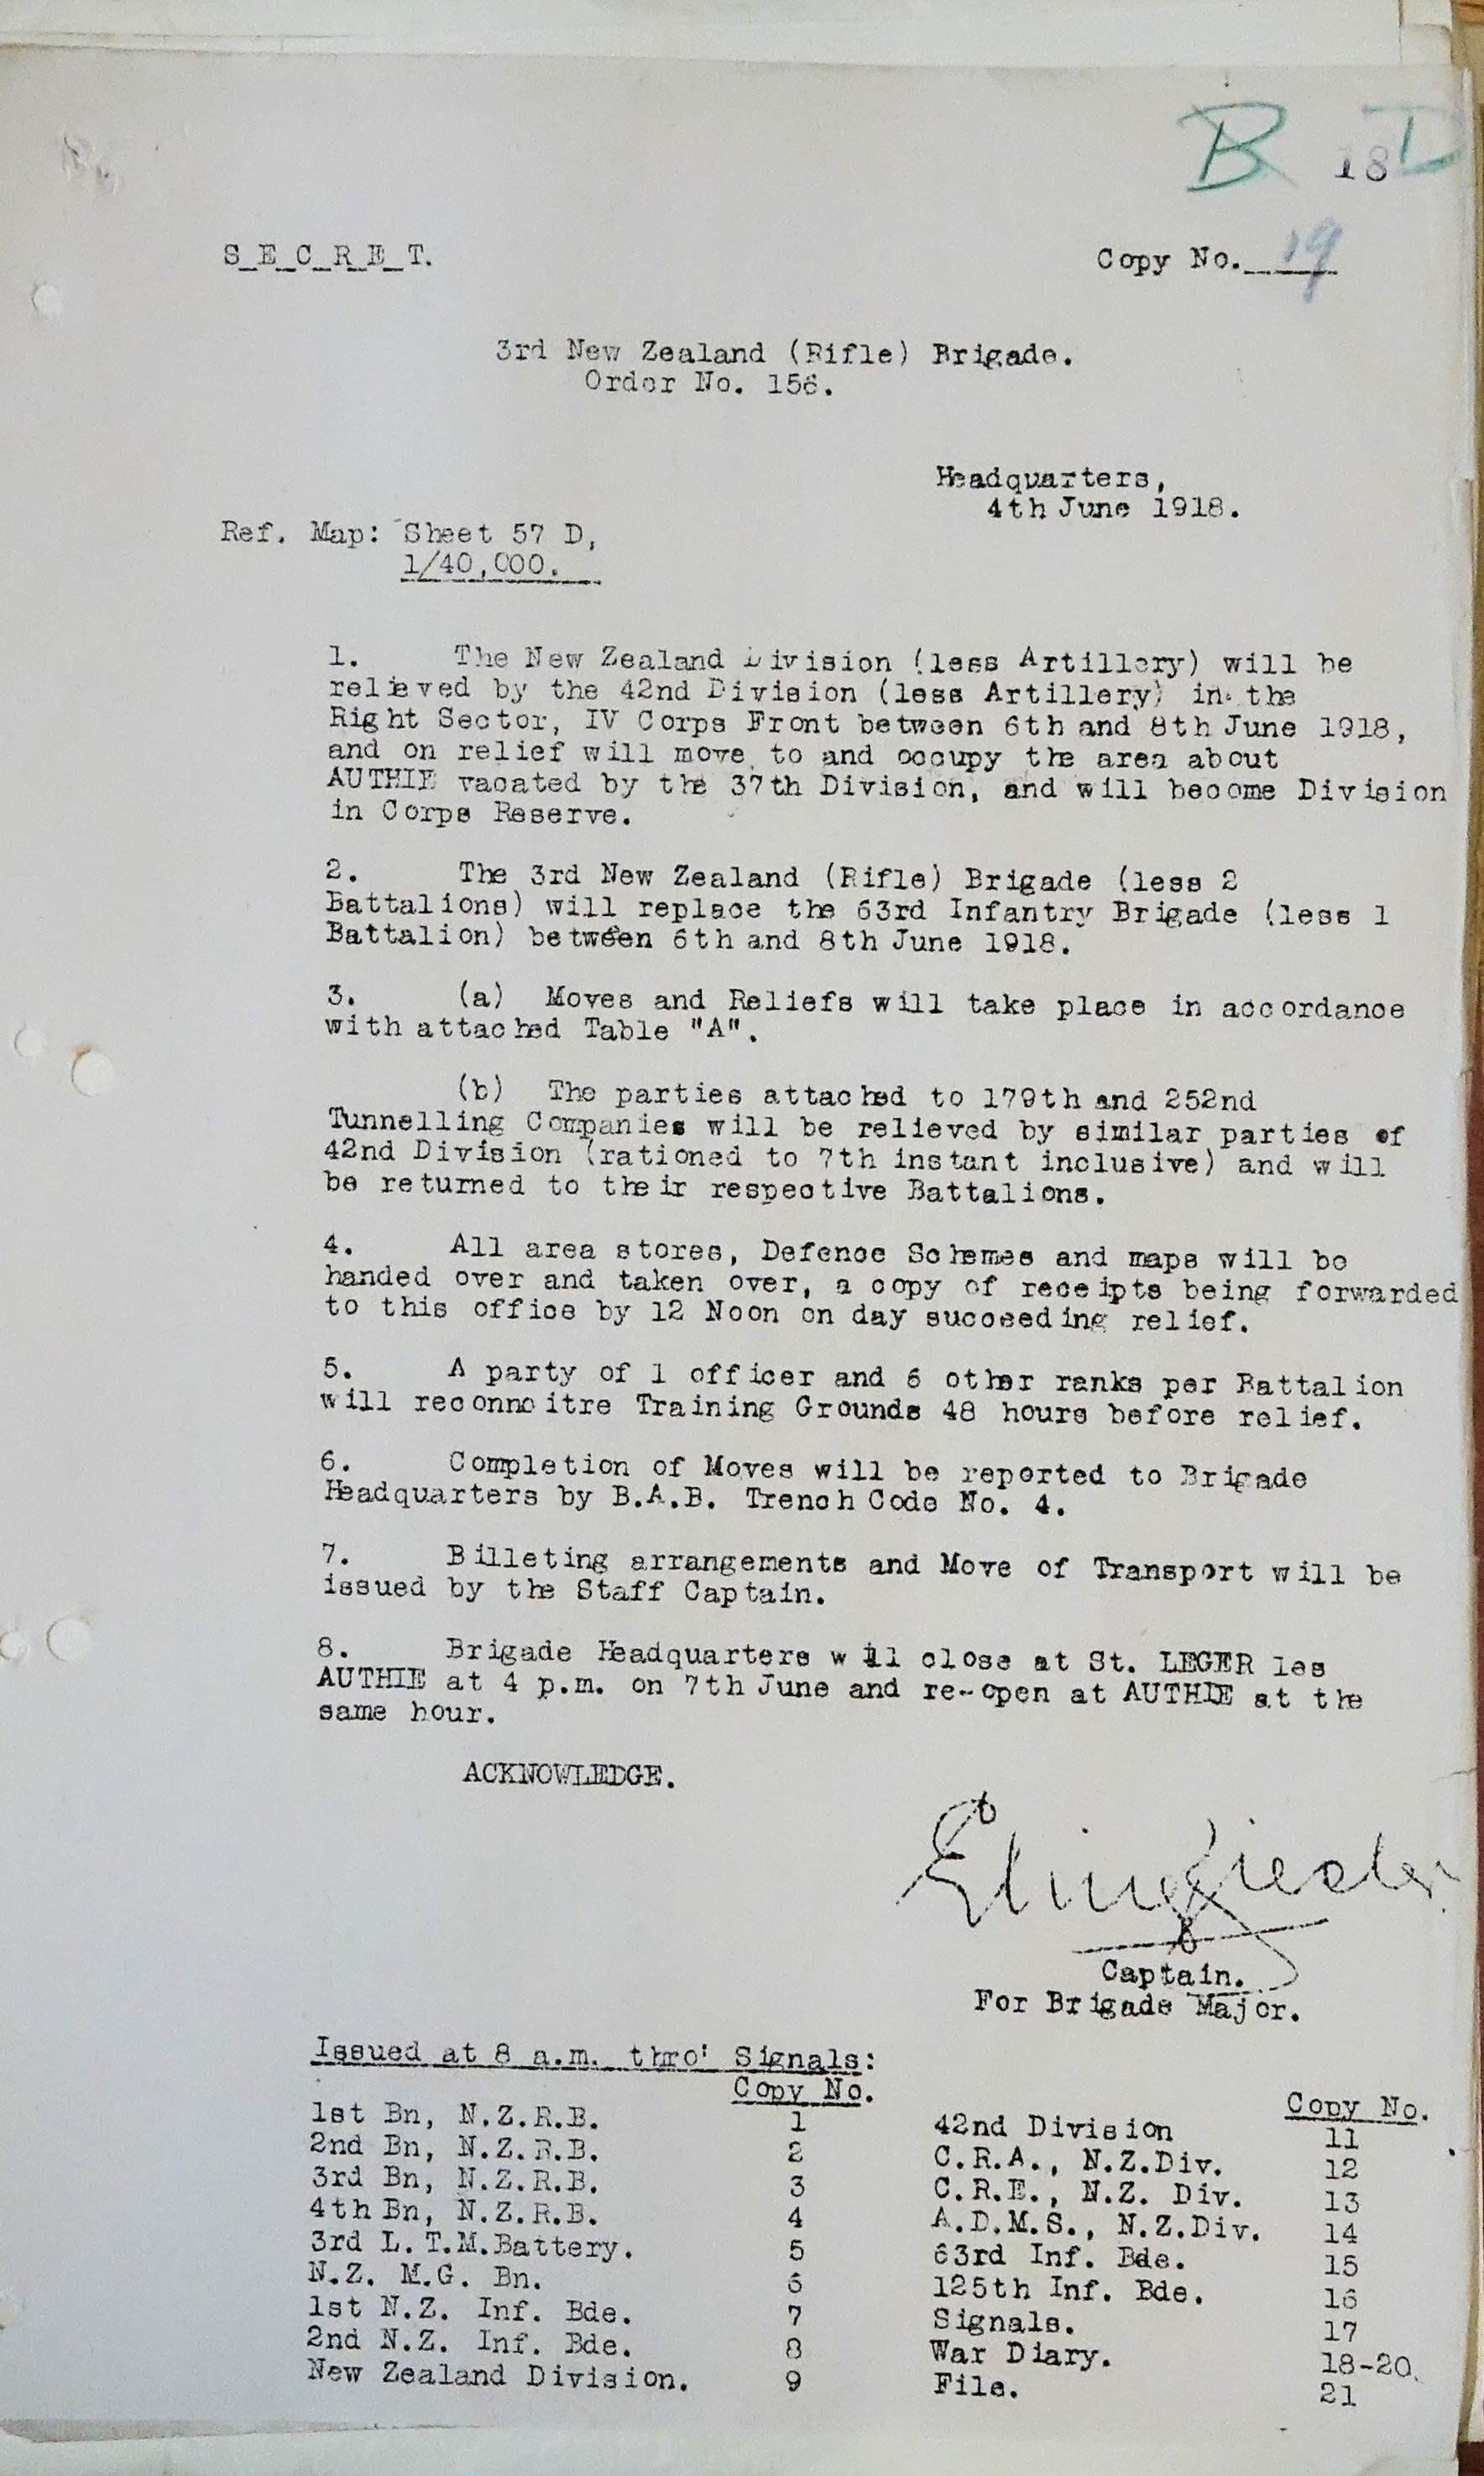 B 18 D
S_E_C_R_E_T.
Copy No. 19
3rd New Zealand (Rifle) Brigade.
Order No. 156.
Headquarters,
4th June 1918.
Ref. Map: Sheet 57 D,
1/40,000.
1. The New Zealand Division (less Artillery) will be
relieved by the 42nd Division (less Artillery) in the
Right Sector, IV Corps Front between 6th and 8th June 1918,
and on relief will move to and occupy the area about
AUTHIE vacated by the 37th Division, and will become Division
in Corps Reserve.
2. The 3rd New Zealand (Rifle) Brigade (less 2
Battalions) will replace the 63rd Infantry Brigade (less 1
Battalion) between 6th and 8th June 1918.
3. (a) Moves and Reliefs will take place in accordance
with attached Table "A".
(b) The parties attached to 179th and 252nd
Tunnelling Companies will be relieved by similar parties of
42nd Division (rationed to 7th instant inclusive) and will
be returned to their respective Battalions.
4. All area stores, Defence Schemes and maps will be
handed over and taken over, a copy of receipts being forwarded
to this office by 12 Noon on day succeeding relief.
5. A party of 1 officer and 6 other ranks per Battalion
will reconnoitre Training Grounds 48 hours before relief.
6. Completion of Moves will be reported to Brigade
Headquarters by B.A.B. Trench Code No. 4.
7. Billeting arrangements and Move of Transport will be
issued by the Staff Captain.
8. Brigade Headquarters will close at St. LEGER les
AUTHIE at 4 p.m. on 7th June and re-open at AUTHIE at the
same hour.
ACKNOWLEDGE.
Captain.
For Brigade Major.
Issued at 8 a.m. thro' Signals:
Copy No.
1st Bn, N.Z.R.B. 1
2nd Bn, N.Z.R.B. 2
3rd Bn, N.Z.R.B. 3
4th Bn, N.Z.R.B. 4
3rd L.T.M.Battery. 5
N.Z. M.G. Bn. 6
1st N.Z. Inf. Bde. 7
2nd N.Z. Inf. Bde. 8
New Zealand Division. 9
Copy No.
42nd Division 11
C.R.A., N.Z.Div. 12
C.R.E., N.Z. Div. 13
A.D.M.S., N.Z.Div. 14
63rd Inf. Bde. 15
125th Inf. Bde. 16
Signals. 17
War Diary. 18-20.
File. 21